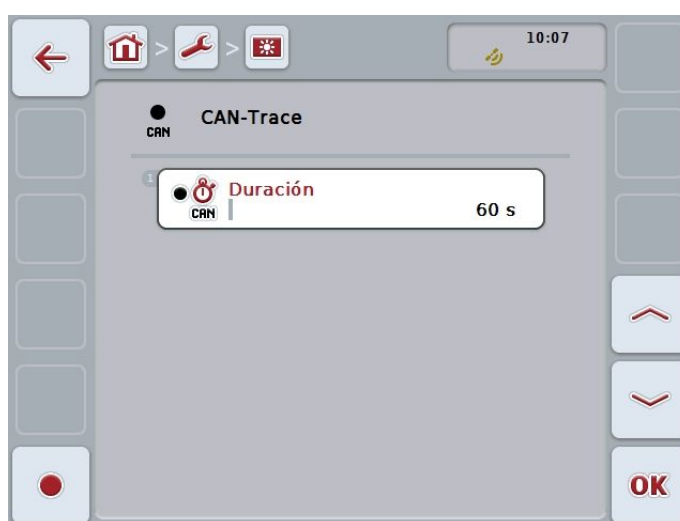 10:07
> >
CAN CAN-Trace
1
Duración
CAN 60 s
OK